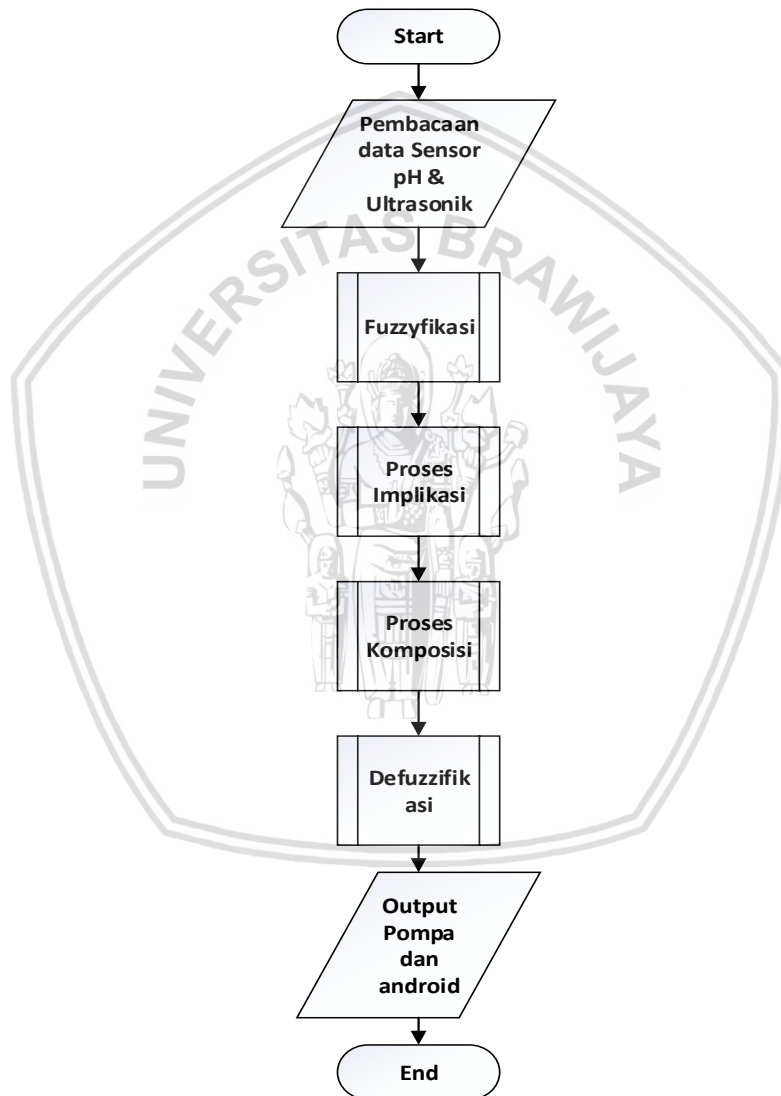 Start
Pembacaan
data Sensor
pH &
Ultrasonik
UNIVERSITAS BRAWIJAYA
Fuzzyfikasi
Proses
Implikasi
Proses
Komposisi
Defuzzifik
asi
Output
Pompa
dan
android
End